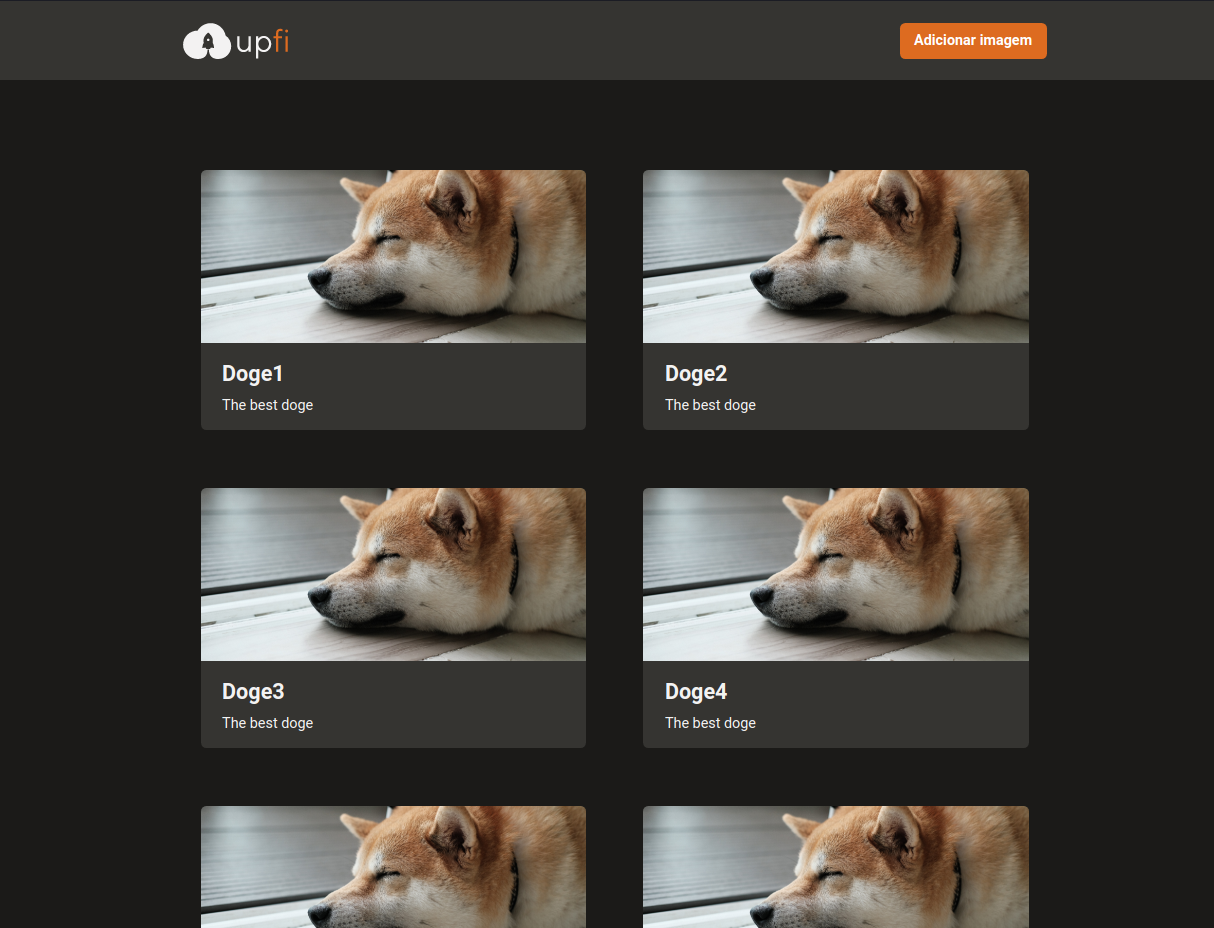 upfi
Adicionar imagem
Doge1
The best doge
Doge2
The best doge
Doge3
The best doge
Doge4
The best doge